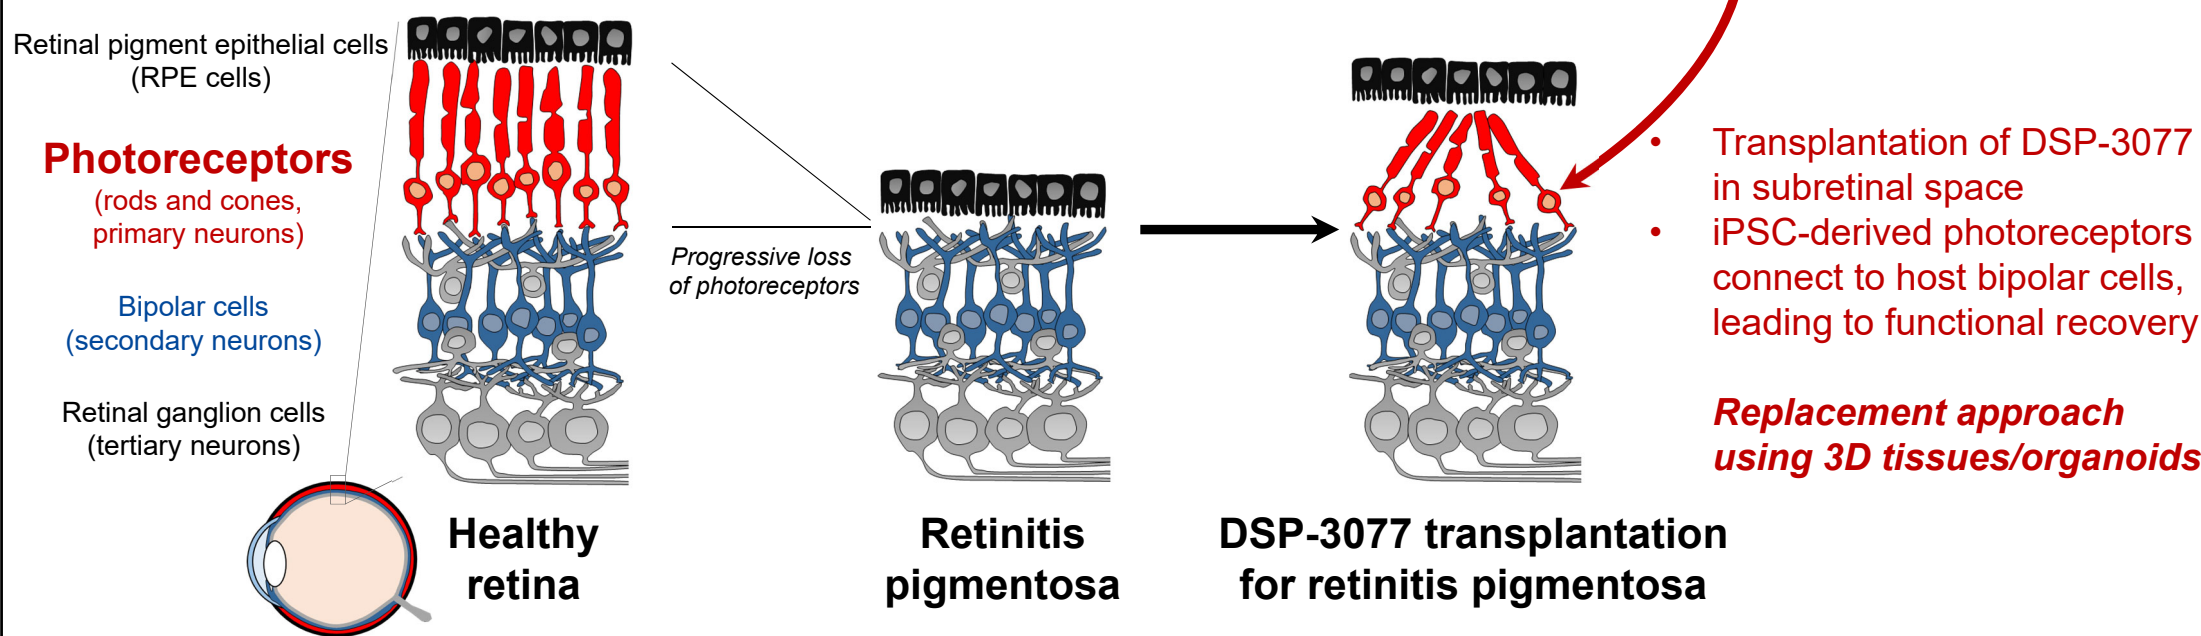 Retinal pigment epithelial cells
(RPE cells)
Photoreceptors
(rods and cones,
primary neurons)
Bipolar cells
(secondary neurons)
Retinal ganglion cells
(tertiary neurons)
Healthy
retina
Progressive loss
of photoreceptors
Retinitis
pigmentosa
DSP-3077 transplantation
for retinitis pigmentosa
• Transplantation of DSP-3077
in subretinal space
• iPSC-derived photoreceptors
connect to host bipolar cells,
leading to functional recovery
Replacement approach
using 3D tissues/organoids